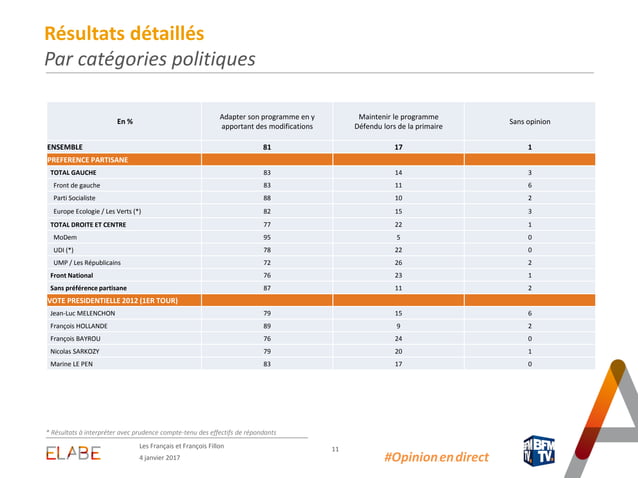 Résultats détaillés
Par catégories politiques
En % Adapter son programme en y apportant des modifications Maintenir le programme Défendu lors de la primaire Sans opinion
ENSEMBLE 81 17 1
PREFERENCE PARTISANE
TOTAL GAUCHE 83 14 3
Front de gauche 83 11 6
Parti Socialiste 88 10 2
Europe Ecologie / Les Verts (*) 82 15 3
TOTAL DROITE ET CENTRE 77 22 1
MoDem 95 5 0
UDI (*) 78 22 0
UMP / Les Républicains 72 26 2
Front National 76 23 1
Sans préférence partisane 87 11 2
VOTE PRESIDENTIELLE 2012 (1ER TOUR)
Jean-Luc MELENCHON 79 15 6
François HOLLANDE 89 9 2
François BAYROU 76 24 0
Nicolas SARKOZY 79 20 1
Marine LE PEN 83 17 0
* Résultats à interpréter avec prudence compte-tenu des effectifs de répondants
ELABE
Les Français et François Fillon
4 janvier 2017
11
#Opinion en direct
BFM
TV.